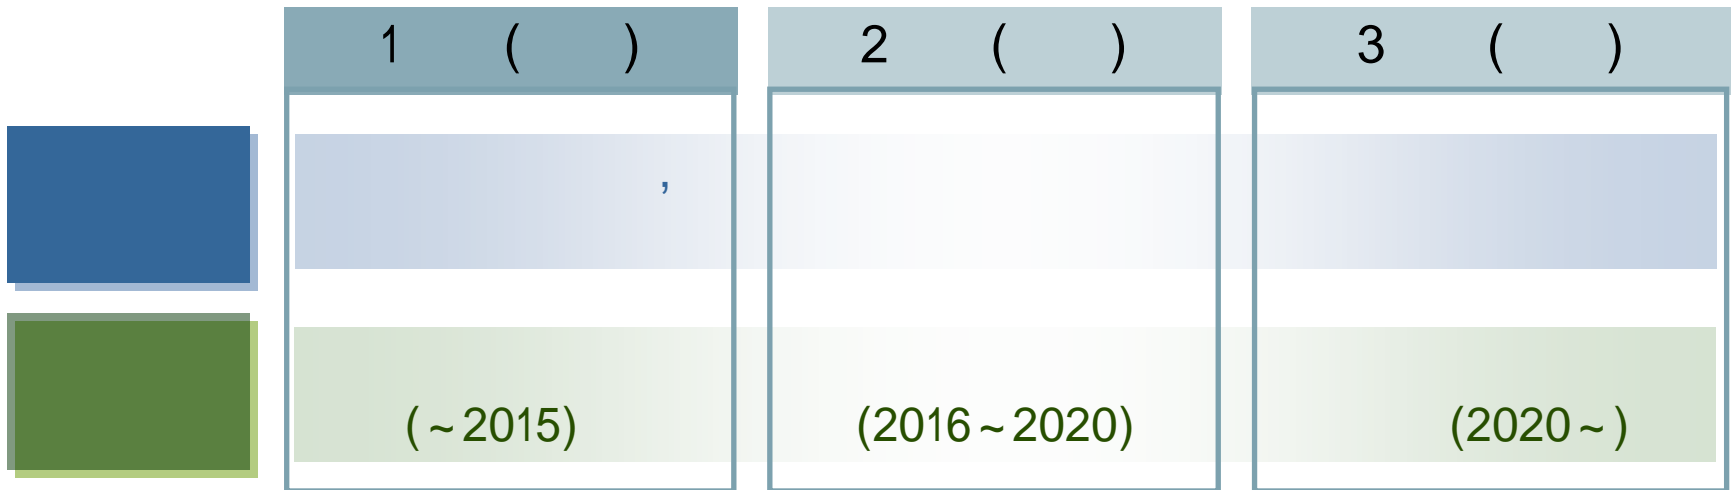 1 ( ) 2 ( ) 3 ( )
,
(~2015) (2016~2020) (2020~)